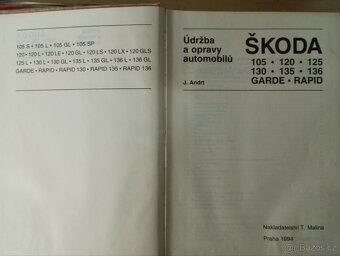 ŠKODA
105 S • 105 L • 105 GL • 105 SP
120 • 120 L • 120 LE • 120 GL • 120 LS • 120 LX • 120 GLS
125 L • 130 L • 130 GL • 135 L • 135 GL • 136 L • 136 GL
GARDE • RAPID • RAPID 130 • RAPID 135 • RAPID 136
Údržba
a opravy
automobilů
J. Andrt
ŠKODA
105 • 120 • 125
130 • 135 • 136
GARDE • RAPID
Nakladatelství T. Malina
Praha 1994